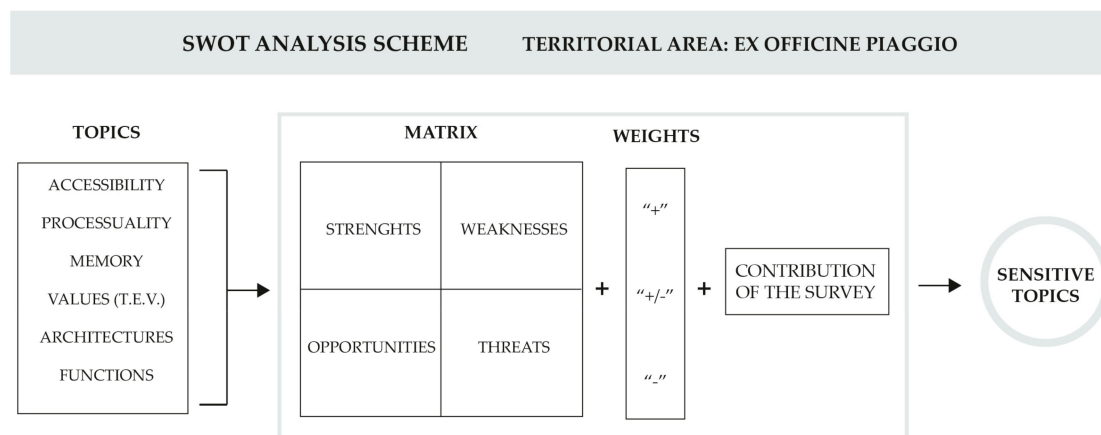 SWOT ANALYSIS SCHEME TERRITORIAL AREA: EX OFFICINE PIAGGIO
TOPICS
ACCESSIBILITY
PROCESSUALITY
MEMORY
VALUES (T.E.V.)
ARCHITECTURES
FUNCTIONS
MATRIX
STRENGHTS
WEAKNESSES
OPPORTUNITIES
THREATS
+
WEIGHTS
“+”
“+/-”
“-”
+
CONTRIBUTION
OF THE SURVEY
SENSITIVE
TOPICS